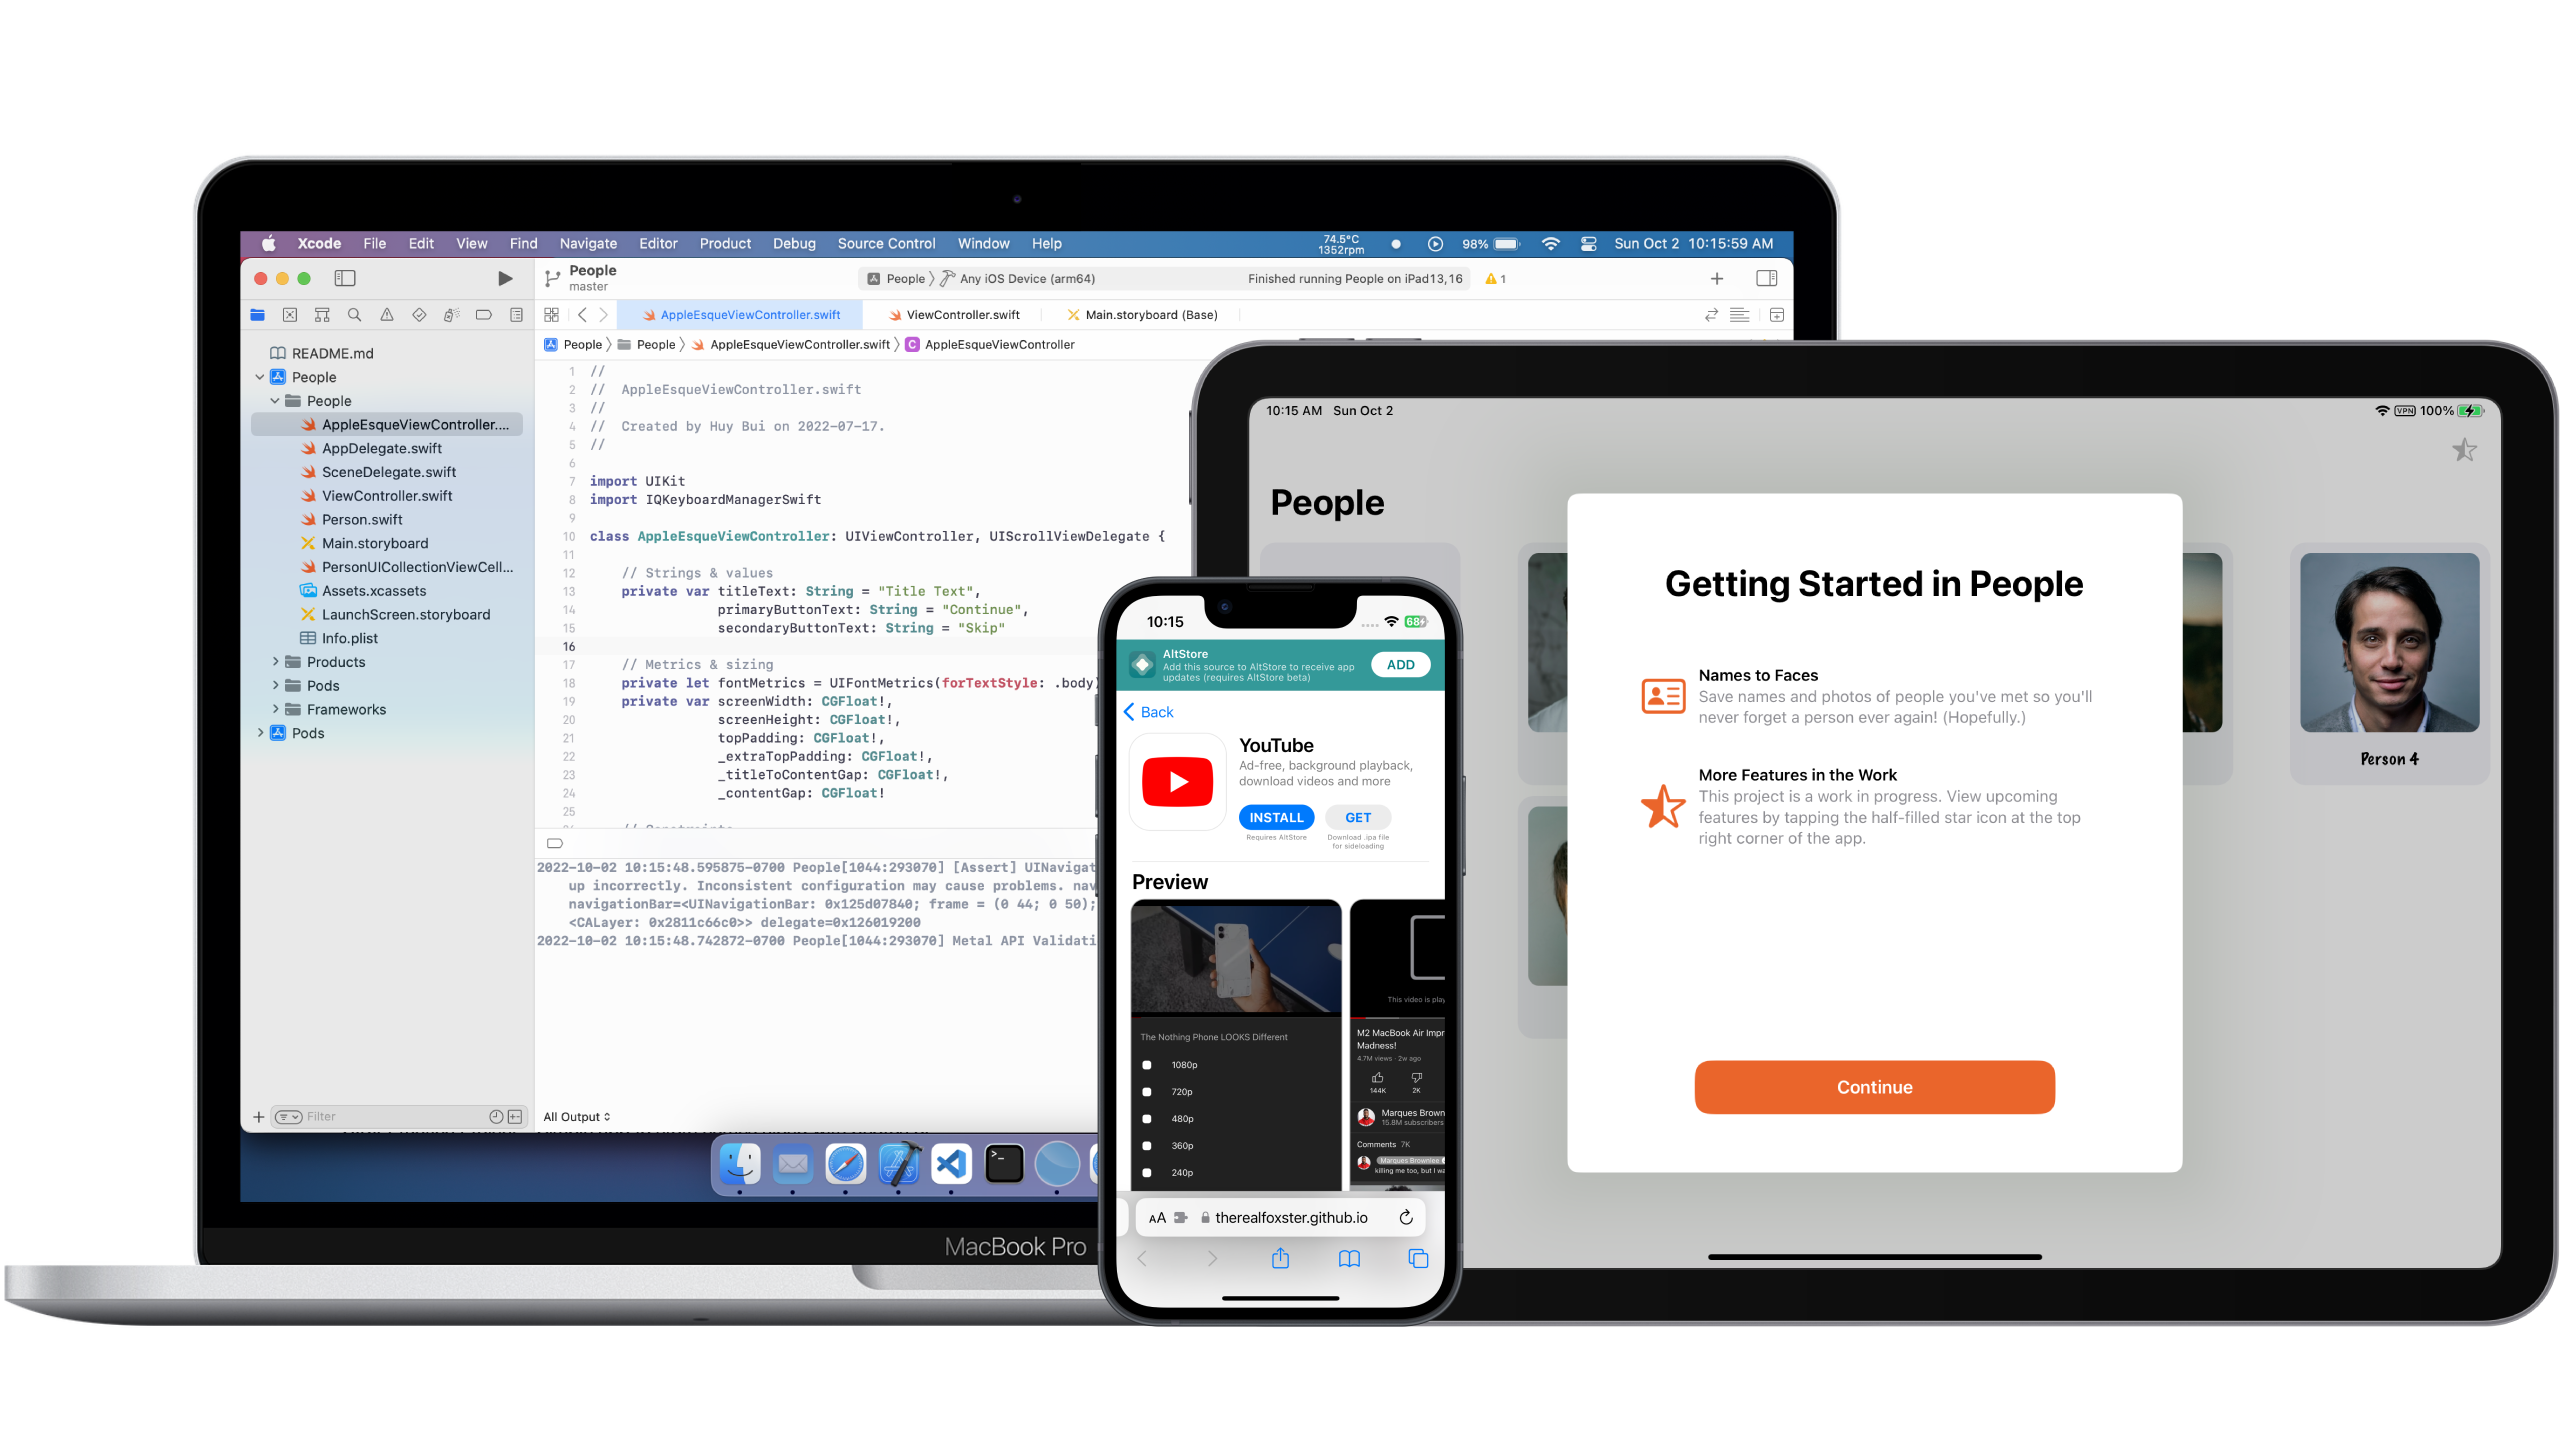 Xcode File Edit View Find Navigate Editor Product Debug Source Control Window Help
74.5°C
1352rpm
98%
Sun Oct 2 10:15:59 AM
People
master
People
Any iOS Device (arm64)
Finished running People on iPad13,16
1
AppleEsqueViewController.swift
ViewController.swift
Main.storyboard (Base)
People
People
AppleEsqueViewController.swift
C
AppleEsqueViewController
README.md
People
People
AppleEsqueViewController....
AppDelegate.swift
SceneDelegate.swift
ViewController.swift
Person.swift
Main.storyboard
PersonUICollectionViewCell...
Assets.xcassets
LaunchScreen.storyboard
Info.plist
Products
Pods
Frameworks
Pods
Filter
1 //
2 // AppleEsqueViewController.swift
3 //
4 // Created by Huy Bui on 2022-07-17.
5 //
6
7 import UIKit
8 import IQKeyboardManagerSwift
9
10 class AppleEsqueViewController: UIViewController, UIScrollViewDelegate {
11
12 // Strings & values
13 private var titleText: String = "Title Text",
14 primaryButtonText: String = "Continue",
15 secondaryButtonText: String = "Skip"
16
17 // Metrics & sizing
18 private let fontMetrics = UIFontMetrics(forTextStyle: .body)
19 private var screenWidth: CGFloat!,
20 screenHeight: CGFloat!,
21 topPadding: CGFloat!,
22 _extraTopPadding: CGFloat!,
23 _titleToContentGap: CGFloat!,
24 _contentGap: CGFloat!
25
2022-10-02 10:15:48.595875-0700 People[1044:293070] [Assert] UINavigat
up incorrectly. Inconsistent configuration may cause problems. nav
navigationBar=<UINavigationBar: 0x125d07840; frame = (0 44; 0 50);
<CALayer: 0x2811c66c0>> delegate=0x126019200
2022-10-02 10:15:48.742872-0700 People[1044:293070] Metal API Validati
All Output
MacBook Pro
10:15
68
AltStore
Add this source to AltStore to receive app
updates (requires AltStore beta)
ADD
Back
YouTube
Ad-free, background playback,
download videos and more
INSTALL
GET
Requires AltStore
Download .ipa file
for sideloading
Preview
The Nothing Phone LOOKS Different
1080p
720p
480p
360p
240p
This video is play
M2 MacBook Air Impr
Madness!
4.7M views · 2w ago
144K
2K
Marques Brown
15.8M subscribers
Comments 7K
Marques Brownlee
killing me too, but I wa
AA
therealfoxster.github.io
10:15 AM Sun Oct 2
VPN 100%
People
Getting Started in People
Names to Faces
Save names and photos of people you've met so you'll
never forget a person ever again! (Hopefully.)
More Features in the Work
This project is a work in progress. View upcoming
features by tapping the half-filled star icon at the top
right corner of the app.
Continue
Person 4